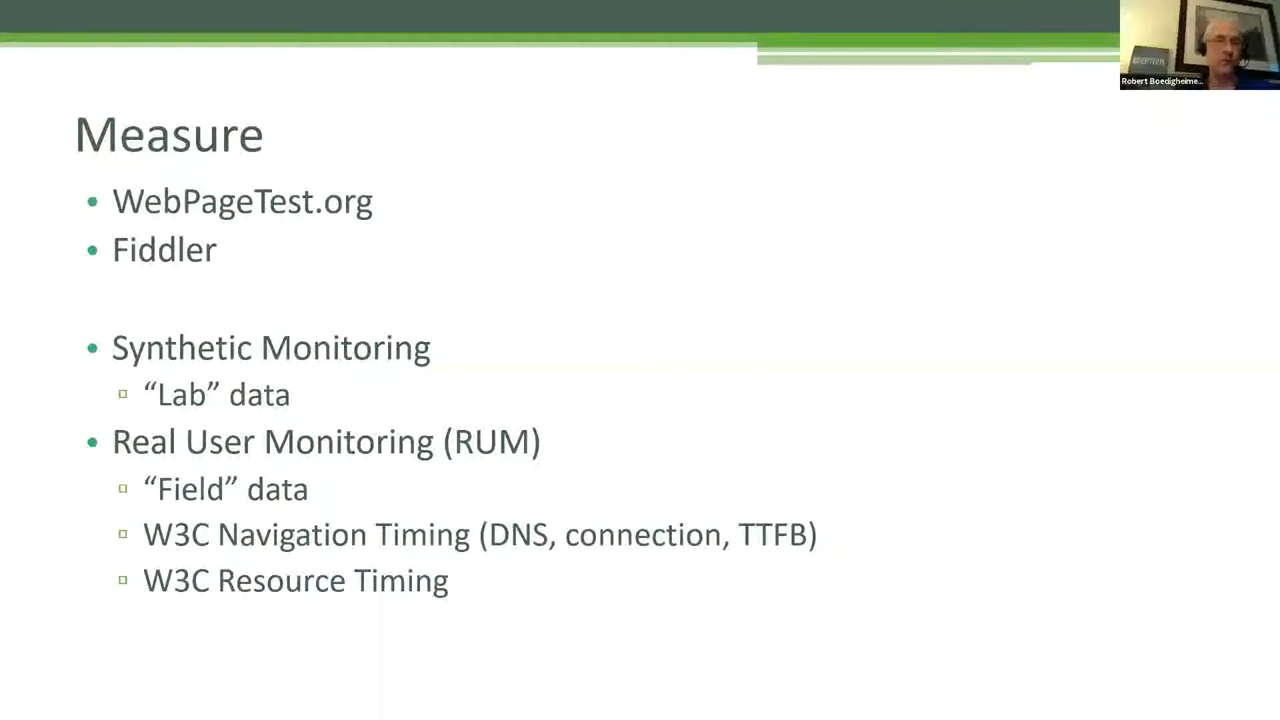 Robert Boedigheime...
Measure
• WebPageTest.org
• Fiddler
• Synthetic Monitoring
▫ “Lab” data
• Real User Monitoring (RUM)
▫ “Field” data
▫ W3C Navigation Timing (DNS, connection, TTFB)
▫ W3C Resource Timing